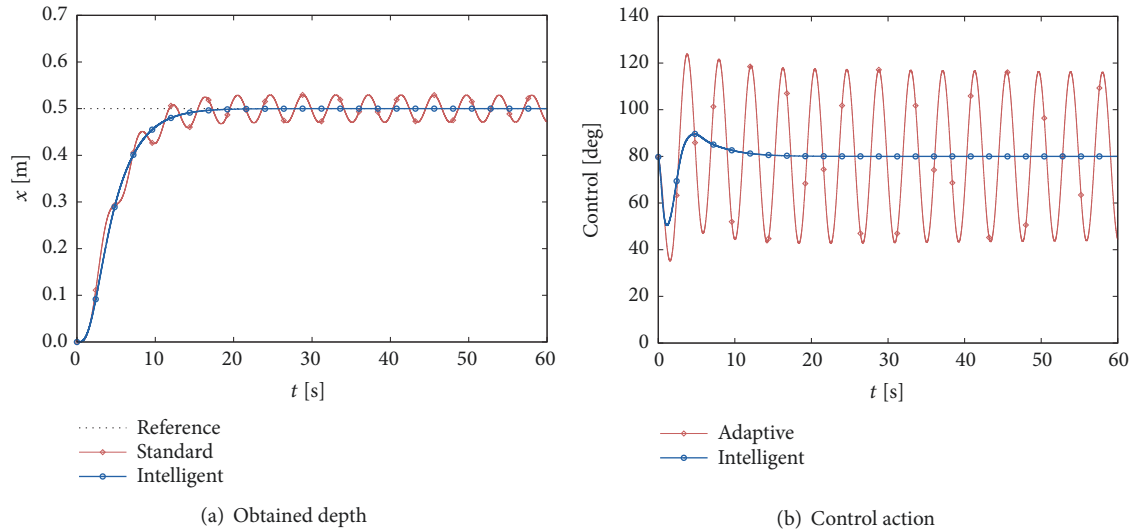 0.7
0.6
0.5
0.4
0.3
0.2
0.1
0.0
x [m]
0 10 20 30 40 50 60
t [s]
Reference
Standard
Intelligent
(a) Obtained depth
140
120
100
80
60
40
20
0
Control [deg]
0 10 20 30 40 50 60
t [s]
Adaptive
Intelligent
(b) Control action